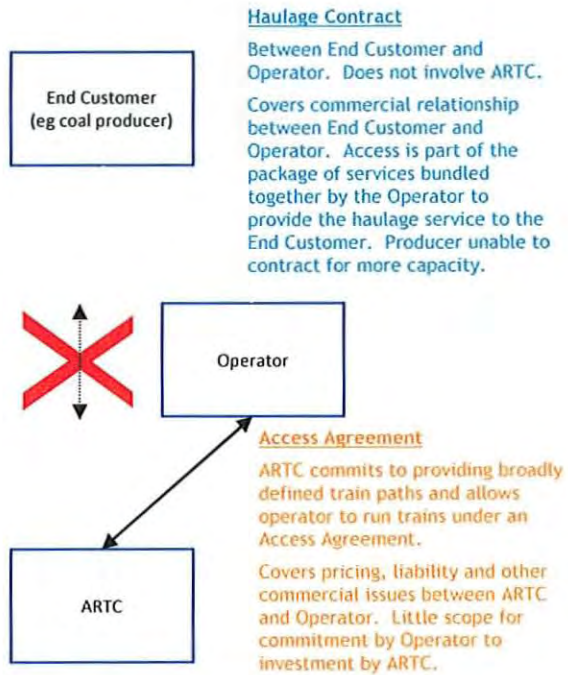 Haulage Contract
Between End Customer and
Operator. Does not involve ARTC.
Covers commercial relationship
between End Customer and
Operator. Access is part of the
package of services bundled
together by the Operator to
provide the haulage service to the
End Customer. Producer unable to
contract for more capacity.
End Customer
(eg coal producer)
Operator
Access Agreement
ARTC commits to providing broadly
defined train paths and allows
operator to run trains under an
Access Agreement.
Covers pricing, liability and other
commercial issues between ARTC
and Operator. Little scope for
commitment by Operator to
investment by ARTC.
ARTC